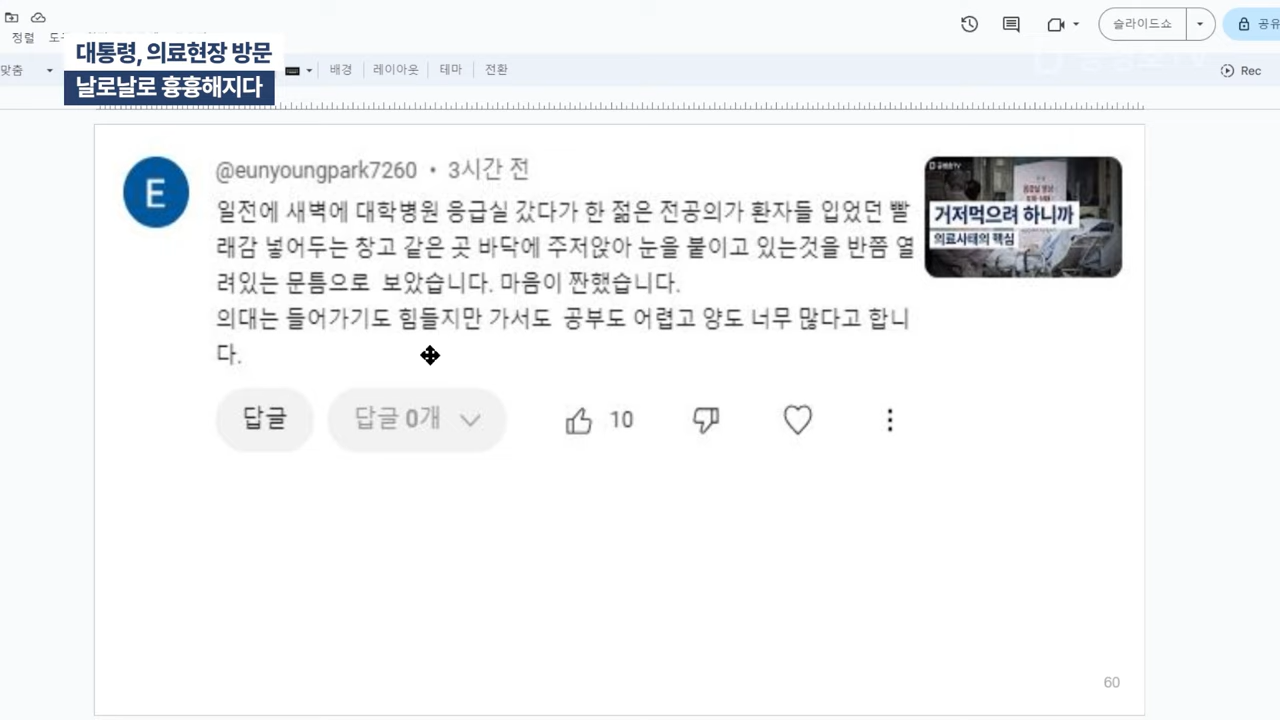 정렬
대통령, 의료현장 방문
날로날로 흉흉해지다
슬라이드쇼
공유
맞춤
배경
레이아웃
테마
전환
Rec
E
@eunyoungpark7260 • 3시간 전
일전에 새벽에 대학병원 응급실 갔다가 한 젊은 전공의가 환자들 입었던 빨
래감 넣어두는 창고 같은 곳 바닥에 주저앉아 눈을 붙이고 있는것을 반쯤 열
려있는 문틈으로 보았습니다. 마음이 짠했습니다.
의대는 들어가기도 힘들지만 가서도 공부도 어렵고 양도 너무 많다고 합니
다.
거저먹으려 하니까
의료사태의 핵심
답글
답글 0개
10
60